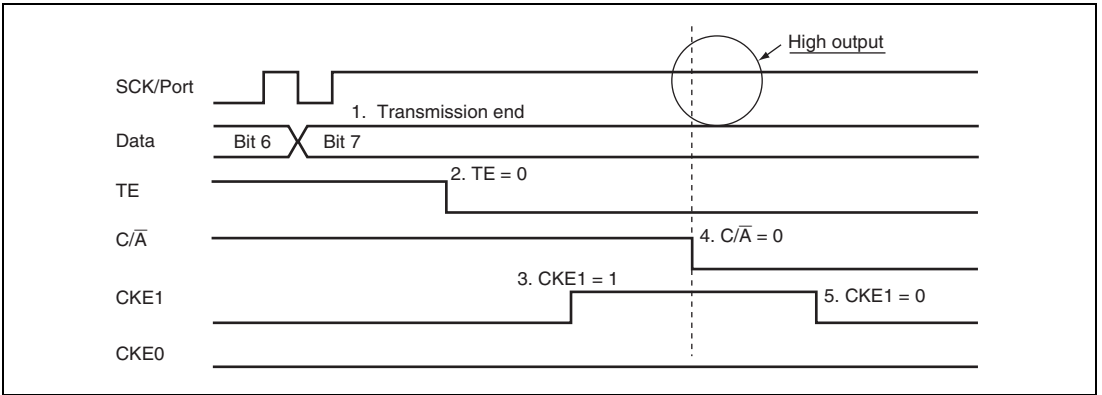 High output
SCK/Port
1. Transmission end
Data
Bit 6
Bit 7
2. TE = 0
TE
C/A̅
4. C/A̅ = 0
3. CKE1 = 1
CKE1
5. CKE1 = 0
CKE0